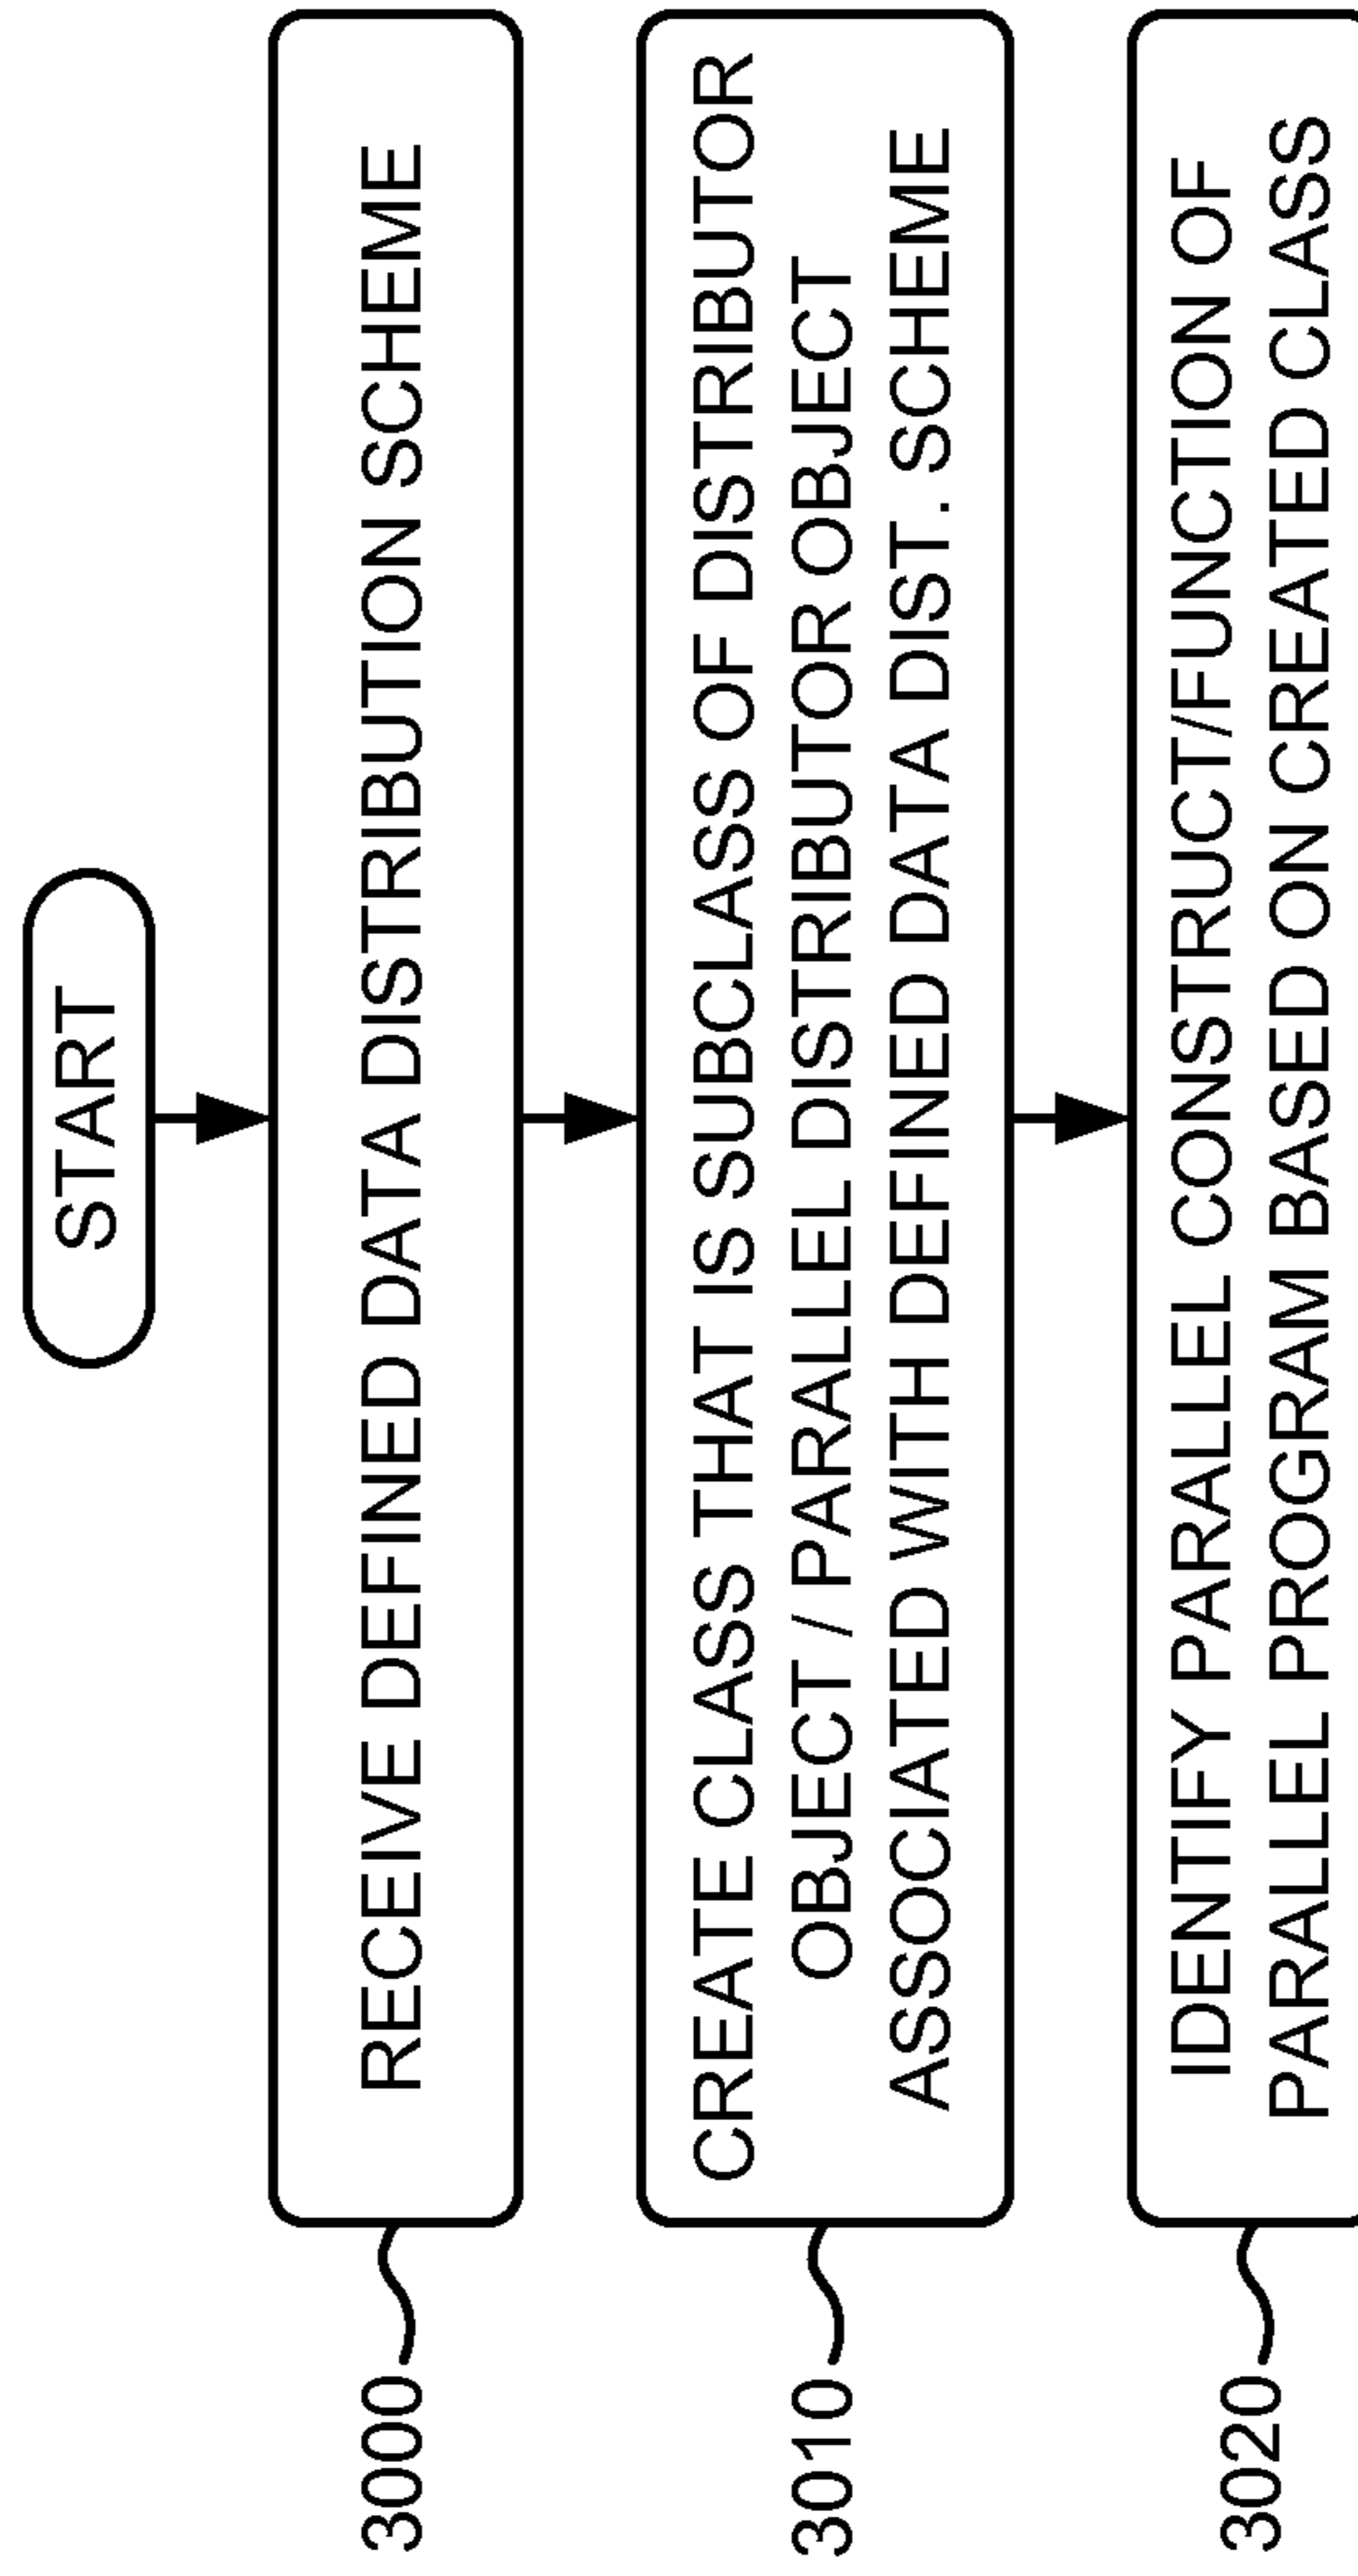 START
3000
RECEIVE DEFINED DATA DISTRIBUTION SCHEME
3010
CREATE CLASS THAT IS SUBCLASS OF DISTRIBUTOR
OBJECT / PARALLEL DISTRIBUTOR OBJECT
ASSOCIATED WITH DEFINED DATA DIST. SCHEME
3020
IDENTIFY PARALLEL CONSTRUCT/FUNCTION OF
PARALLEL PROGRAM BASED ON CREATED CLASS